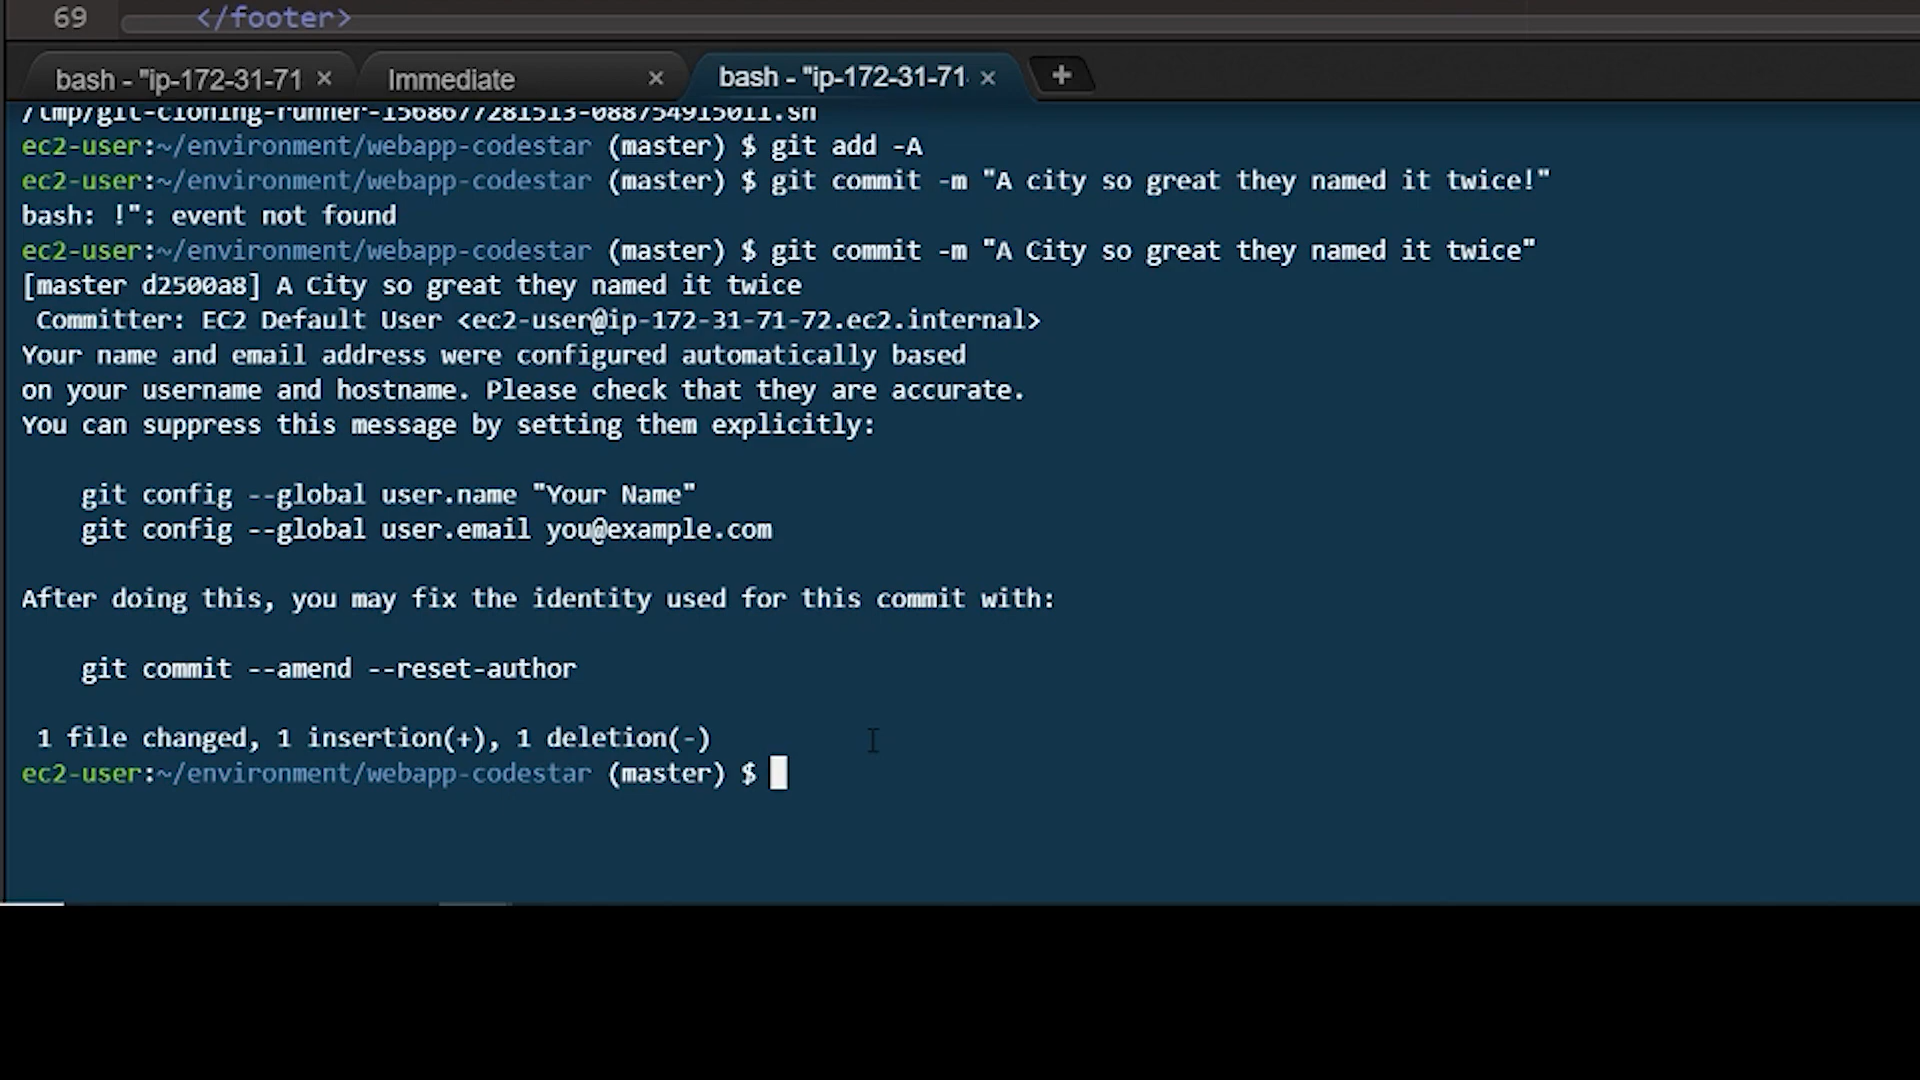 69 </footer>
bash - "ip-172-31-71 × Immediate × bash - "ip-172-31-71- × +
/tmp/git-cloning-runner-1568677281513-088754915011.sh
ec2-user:~/environment/webapp-codestar (master) $ git add -A
ec2-user:~/environment/webapp-codestar (master) $ git commit -m "A city so great they named it twice!"
bash: !": event not found
ec2-user:~/environment/webapp-codestar (master) $ git commit -m "A City so great they named it twice"
[master d2500a8] A City so great they named it twice
Committer: EC2 Default User <ec2-user@ip-172-31-71-72.ec2.internal>
Your name and email address were configured automatically based
on your username and hostname. Please check that they are accurate.
You can suppress this message by setting them explicitly:
git config --global user.name "Your Name"
git config --global user.email you@example.com
After doing this, you may fix the identity used for this commit with:
git commit --amend --reset-author
1 file changed, 1 insertion(+), 1 deletion(-)
ec2-user:~/environment/webapp-codestar (master) $